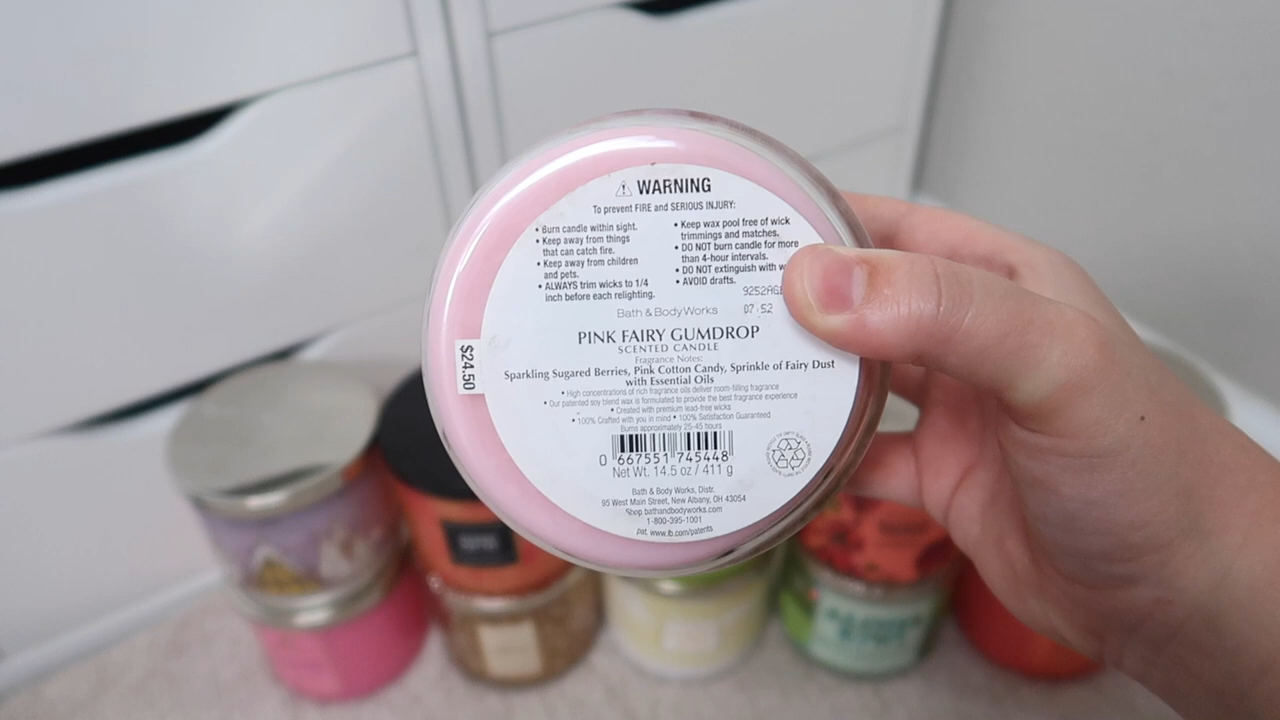 WARNING
To prevent FIRE and SERIOUS INJURY:
• Burn candle within sight.
• Keep away from things
that can catch fire.
• Keep away from children
and pets.
• ALWAYS trim wicks to 1/4
inch before each relighting.
• Keep wax pool free of wick
trimmings and matches.
• DO NOT burn candle for more
than 4-hour intervals.
• DO NOT extinguish with
• AVOID drafts.
07 52
Bath & Body Works
PINK FAIRY GUMDROP
SCENTED CANDLE
Fragrance Notes:
Sparkling Sugared Berries, Pink Cotton Candy, Sprinkle of Fairy Dust
with Essential Oils
• High concentrations of rich fragrance oils deliver room-filling fragrance
• Our patented soy blend wax is formulated to provide the best fragrance experience
• Created with premium lead-free wicks
• 100% Crafted with you in mind • 100% Satisfaction Guaranteed
Burns approximately 25-45 hours
0 667551 745448
Net Wt. 14.5 oz / 411 g
Bath & Body Works, Distr.
95 West Main Street, New Albany, OH 43054
Shop bathandbodyworks.com
1-800-395-1001
pat. www.lb.com/patents
$24.50